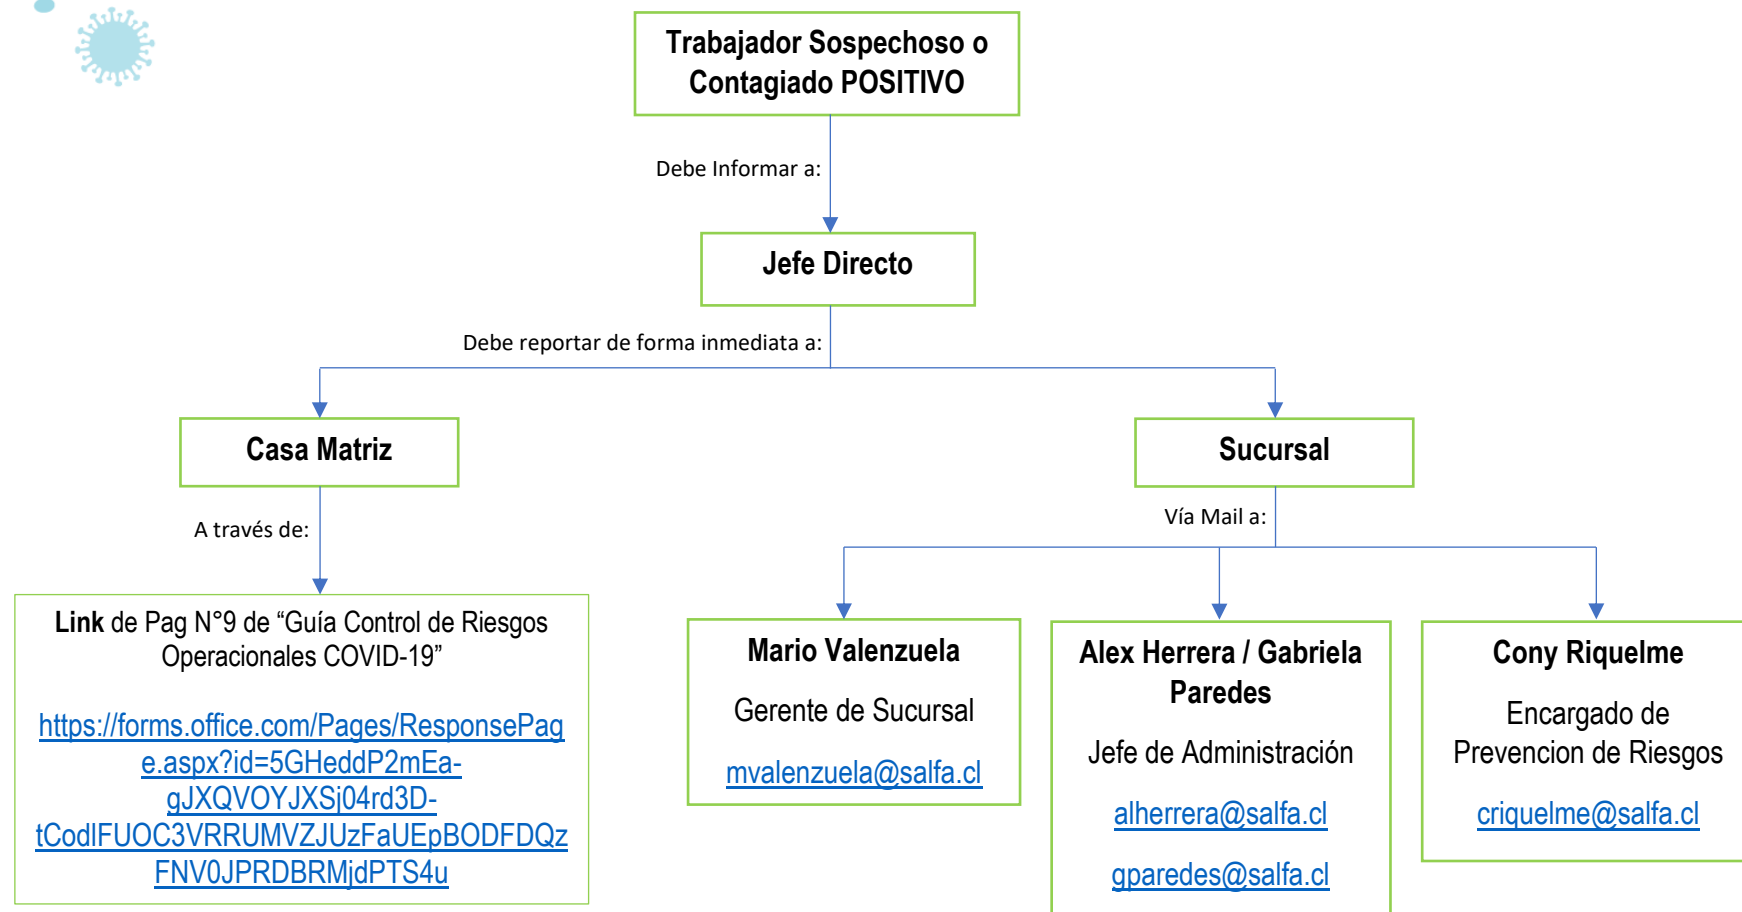 Trabajador Sospechoso o
Contagiado POSITIVO
Debe Informar a:
Jefe Directo
Debe reportar de forma inmediata a:
Casa Matriz
Sucursal
A través de:
Vía Mail a:
Link de Pag N°9 de “Guía Control de Riesgos
Operacionales COVID-19”
https://forms.office.com/Pages/ResponsePag
e.aspx?id=5GHeddP2mEa-
gJXQVOYJXSj04rd3D-
tCodlFUOC3VRRUMVZJUzFaUEpBODFDQz
FNV0JPRDBRMjdPTS4u
Mario Valenzuela
Gerente de Sucursal
mvalenzuela@salfa.cl
Alex Herrera / Gabriela
Paredes
Jefe de Administración
alherrera@salfa.cl
gparedes@salfa.cl
Cony Riquelme
Encargado de
Prevencion de Riesgos
criquelme@salfa.cl